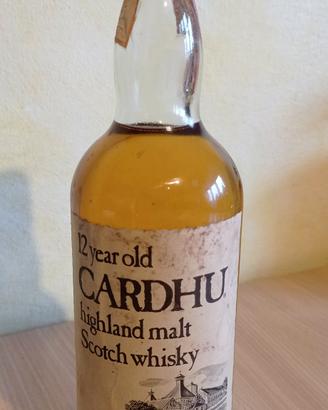 12 year old
CARDHU
highland malt
Scotch whisky